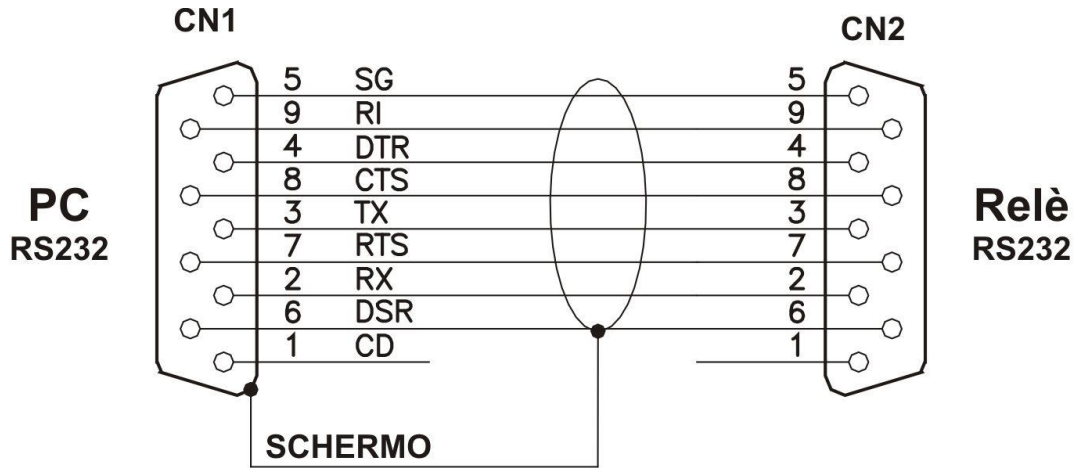 CN1
CN2
5 SG 5
9 RI 9
4 DTR 4
8 CTS 8
3 TX 3
7 RTS 7
2 RX 2
6 DSR 6
1 CD 1
PC
RS232
Relè
RS232
SCHERMO